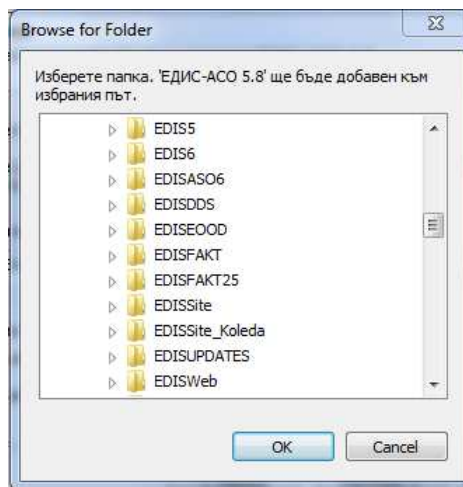 Browse for Folder
Изберете папка. 'ЕДИС-АСО 5.8' ще бъде добавен към
избрания път.
EDIS5
EDIS6
EDISASO6
EDISDDS
EDISEOOD
EDISFAKT
EDISFAKT25
EDISSite
EDISSite_Koleda
EDISUPDATES
EDISWeb
OK
Cancel